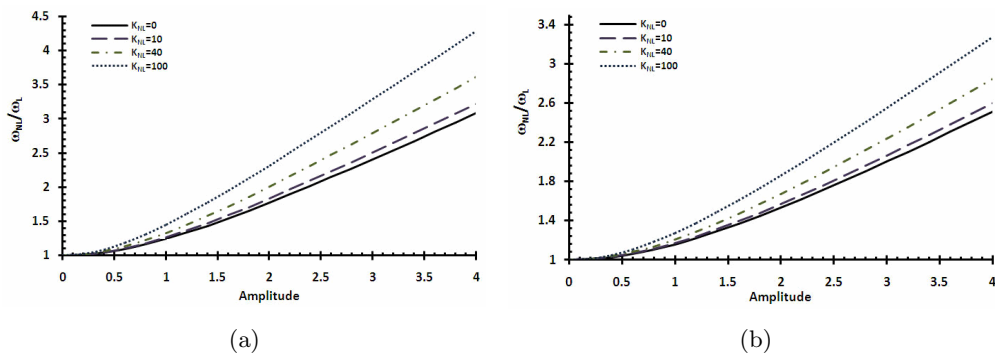 4.5
4
3.5
3
2.5
2
1.5
1
ω_NL/ω_L
K_NL=0
K_NL=10
K_NL=40
K_NL=100
0 0.5 1 1.5 2 2.5 3 3.5 4
Amplitude
(a)
3.4
3
2.6
2.2
1.8
1.4
1
ω_NL/ω_L
K_NL=0
K_NL=10
K_NL=40
K_NL=100
0 0.5 1 1.5 2 2.5 3 3.5 4
Amplitude
(b)